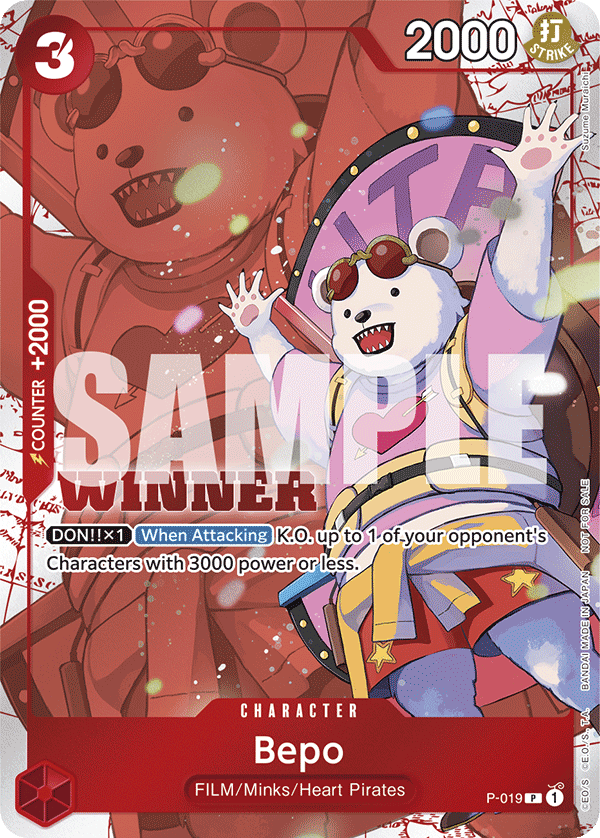 3
2000
打
STRIKE
Suzume Muraichi
COUNTER +2000
SAMPLE
WINNER
DON!!×1 When Attacking K.O. up to 1 of your opponent's
Characters with 3000 power or less.
©E.O/S. ©E.O./S., T.A. BANDAI MADE IN JAPAN NOT FOR SALE
CHARACTER
Bepo
FILM/Minks/Heart Pirates
P-019 P 1